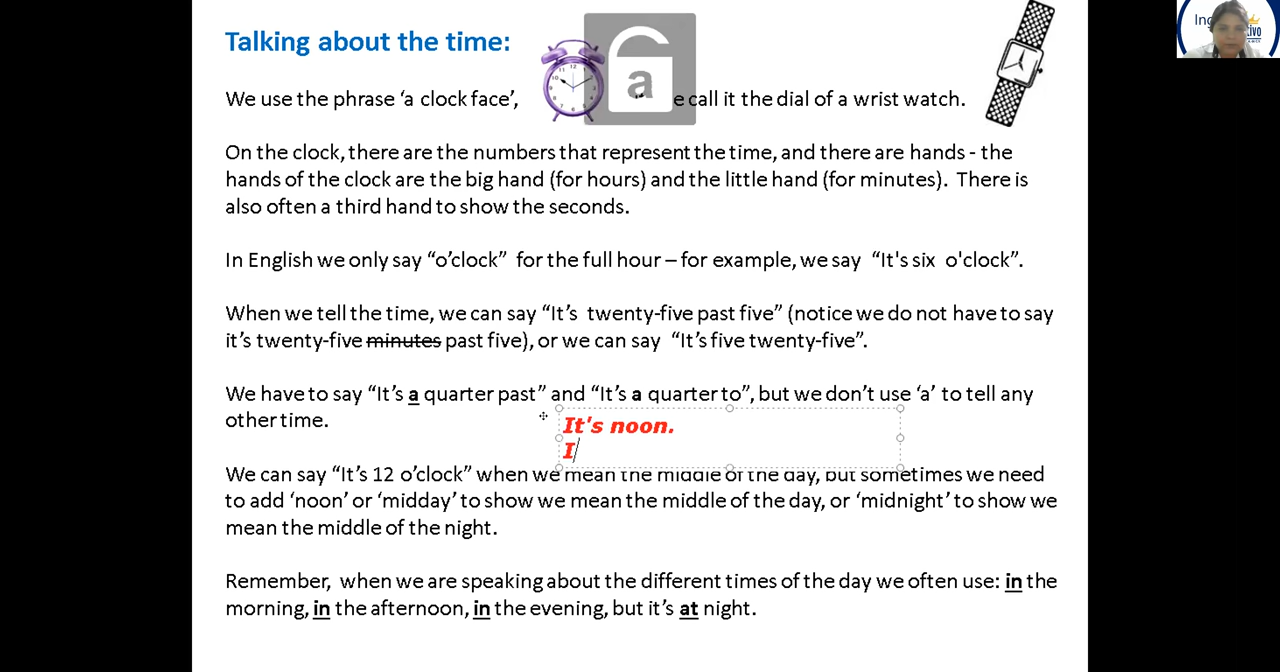 Talking about the time:
We use the phrase ‘a clock face’, e call it the dial of a wrist watch.
a
On the clock, there are the numbers that represent the time, and there are hands - the
hands of the clock are the big hand (for hours) and the little hand (for minutes). There is
also often a third hand to show the seconds.
In English we only say “o’clock” for the full hour – for example, we say “It's six o'clock”.
When we tell the time, we can say “It’s twenty-five past five” (notice we do not have to say
it’s twenty-five minutes past five), or we can say “It’s five twenty-five”.
We have to say “It’s a quarter past” and “It’s a quarter to”, but we don’t use ‘a’ to tell any
other time.
It's noon.
I
We can say “It’s 12 o’clock” when we mean the middle of the day, but sometimes we need
to add ‘noon’ or ‘midday’ to show we mean the middle of the day, or ‘midnight’ to show we
mean the middle of the night.
Remember, when we are speaking about the different times of the day we often use: in the
morning, in the afternoon, in the evening, but it’s at night.